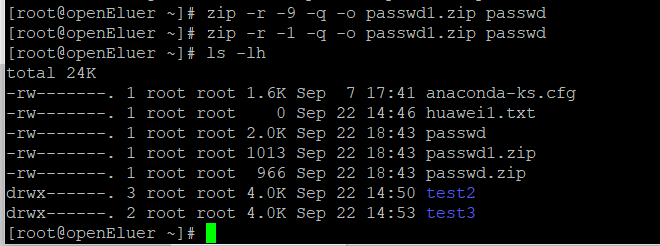 [root@openEluer ~]# zip -r -9 -q -o passwd1.zip passwd
[root@openEluer ~]# zip -r -1 -q -o passwd1.zip passwd
[root@openEluer ~]# ls -lh
total 24K
-rw-------. 1 root root 1.6K Sep  7 17:41 anaconda-ks.cfg
-rw-------. 1 root root    0 Sep 22 14:46 huawei1.txt
-rw-------. 1 root root 2.0K Sep 22 18:43 passwd
-rw-------. 1 root root 1013 Sep 22 18:43 passwd1.zip
-rw-------. 1 root root  966 Sep 22 18:43 passwd.zip
drwx------. 3 root root 4.0K Sep 22 14:50 test2
drwx------. 2 root root 4.0K Sep 22 14:53 test3
[root@openEluer ~]#